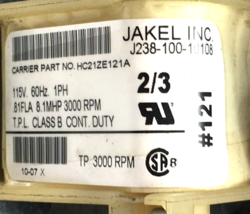 JAKEL INC.
J238-100-10108
CARRIER PART NO. HC21ZE121A
115V. 60Hz. 1PH
.81FLA 8.1MHP 3000 RPM
T.P.L. CLASS B CONT. DUTY
2/3
#121
TP 3000 RPM
10-07 X